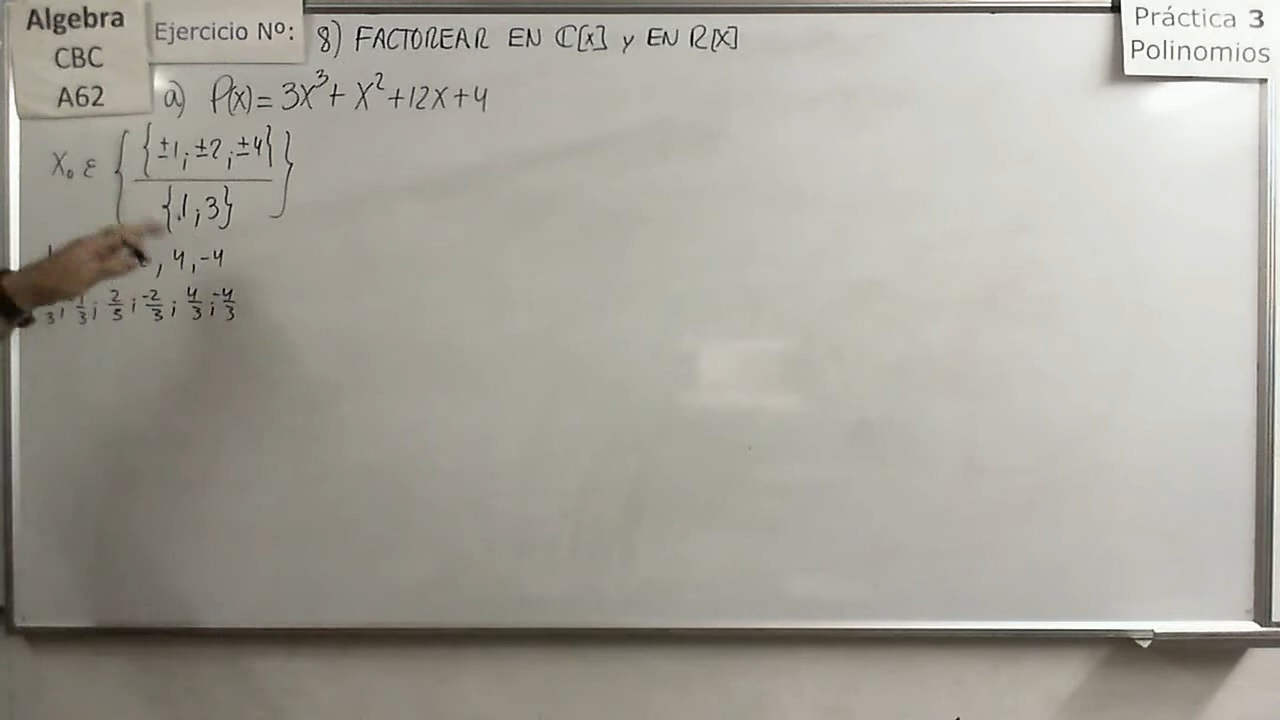 Algebra
CBC
A62
Ejercicio Nº:
Práctica 3
Polinomios
8) FACTOREAR EN ℂ[x] y EN R[x]
a) P(x) = 3x³ + x² + 12x + 4
X₀ ε { {±1; ±2; ±4} / {1; 3} }
, 4, -4
3; 1/3; 2/3; -2/3; 4/3; -4/3